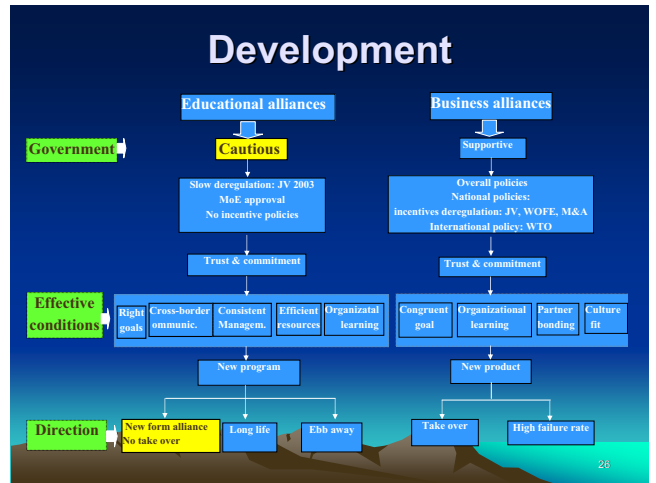 Development
Educational alliances
Business alliances
Government
Cautious
Supportive
Slow deregulation: JV 2003
MoE approval
No incentive policies
Overall policies
National policies:
incentives deregulation: JV, WOFE, M&A
International policy: WTO
Trust & commitment
Trust & commitment
Effective
conditions
Right
goals
Cross-border
ommunic.
Consistent
Managem.
Efficient
resources
Organizatal
learning
Congruent
goal
Organizational
learning
Partner
bonding
Culture
fit
New program
New product
Direction
New form alliance
No take over
Long life
Ebb away
Take over
High failure rate
26